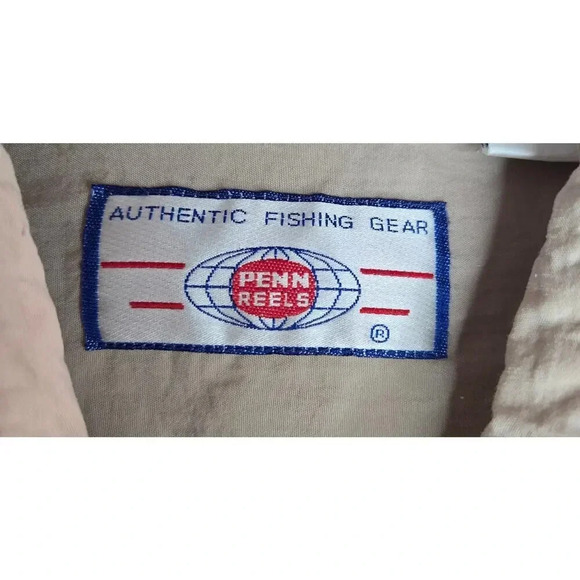 AUTHENTIC FISHING GEAR
PENN
REELS
®